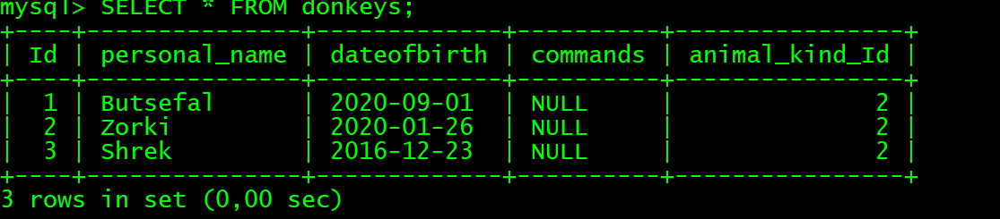 mysql> SELECT * FROM donkeys;
+----+---------------+-------------+----------+----------------+
| Id | personal_name | dateofbirth | commands | animal_kind_Id |
+----+---------------+-------------+----------+----------------+
|  1 | Butsefal      | 2020-09-01  | NULL     |              2 |
|  2 | Zorki         | 2020-01-26  | NULL     |              2 |
|  3 | Shrek         | 2016-12-23  | NULL     |              2 |
+----+---------------+-------------+----------+----------------+
3 rows in set (0,00 sec)